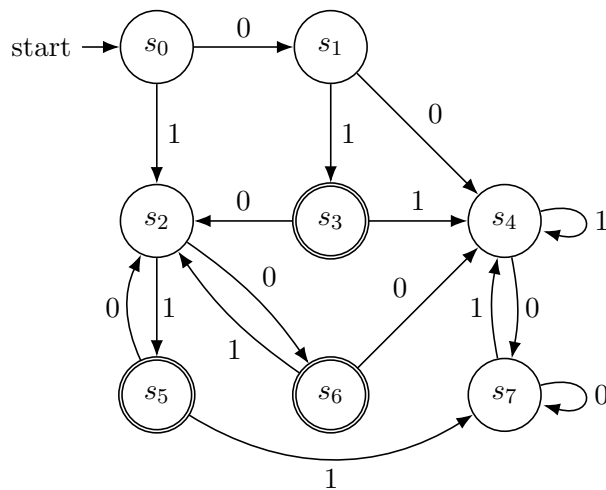 0
start s₀ s₁
1 1 0
0 1
s₂ s₃ s₄ 1
0 1 0 0 1 0
1
s₅ s₆ s₇ 0
1